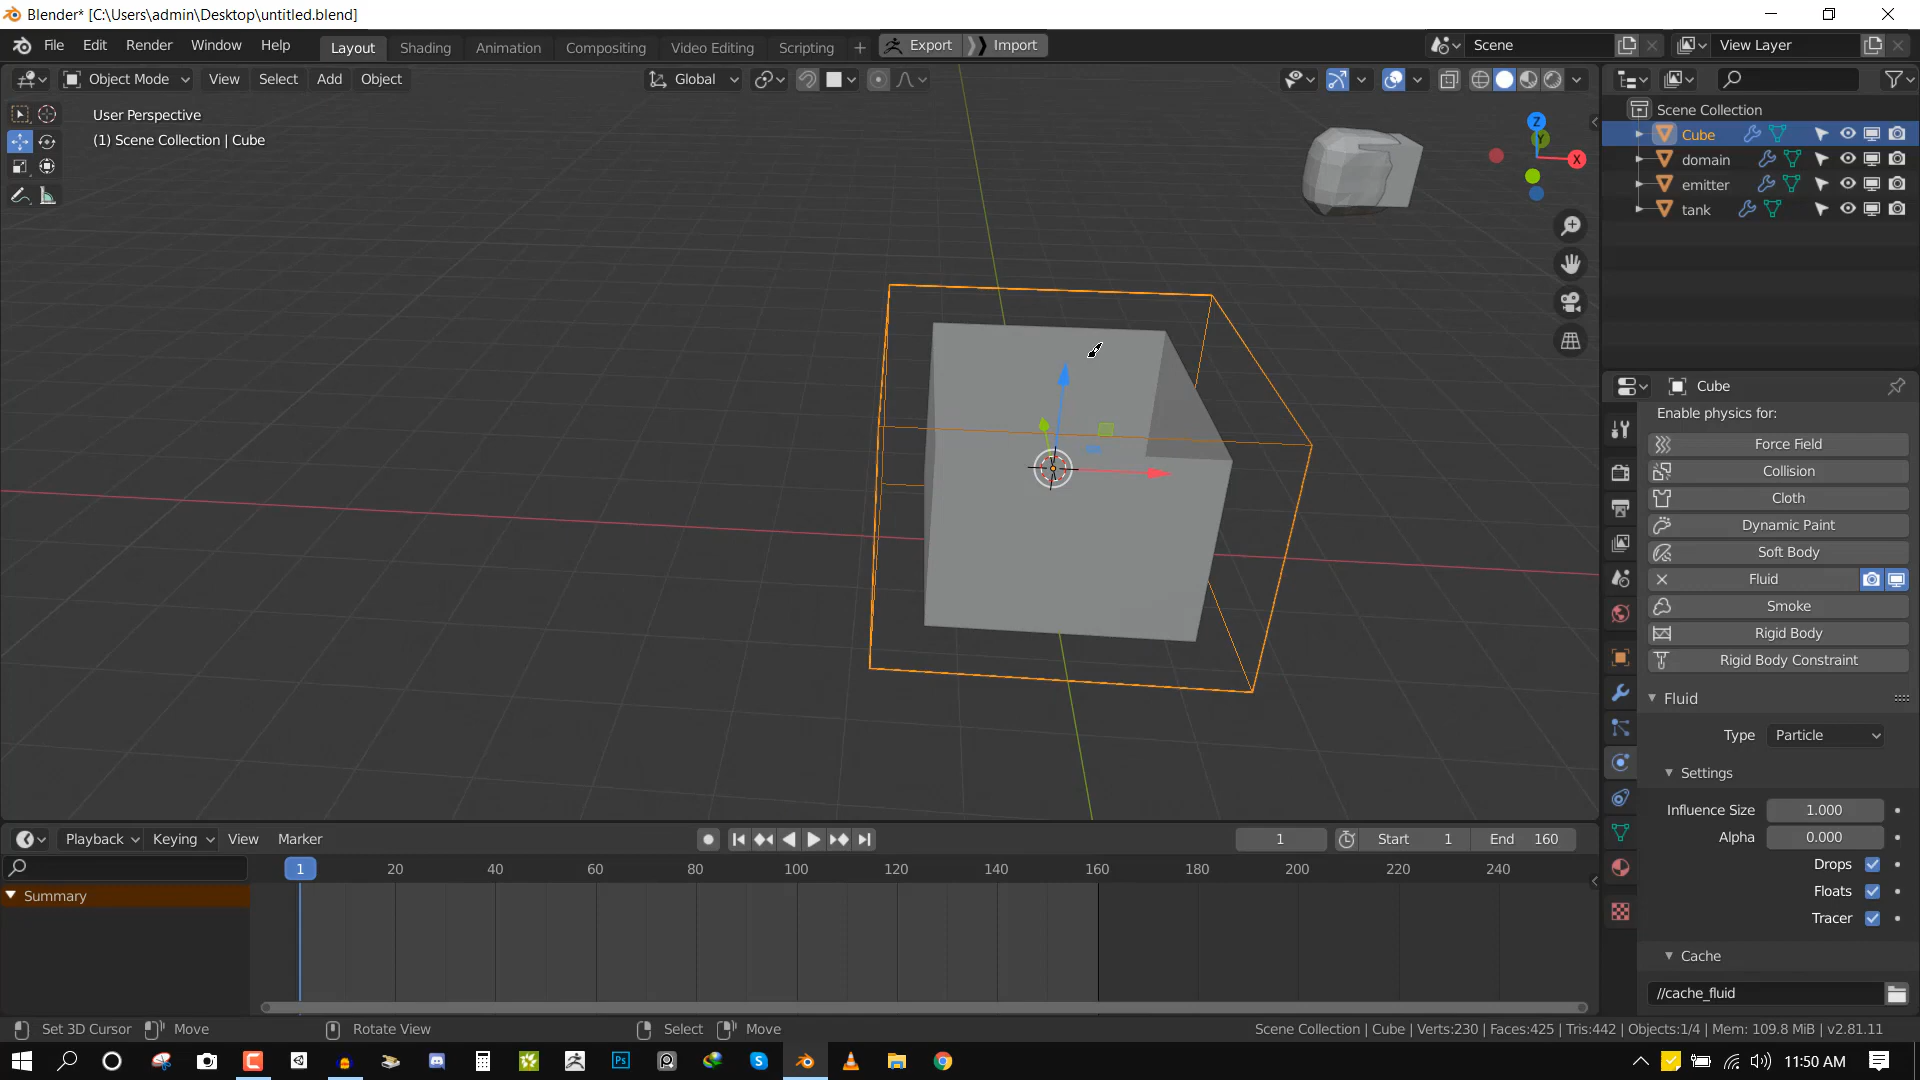 Blender* [C:\Users\admin\Desktop\untitled.blend]
File Edit Render Window Help Layout Shading Animation Compositing Video Editing Scripting + Export Import Scene View Layer
Object Mode View Select Add Object Global
User Perspective
(1) Scene Collection | Cube
Z
Y
X
Scene Collection
Cube
domain
emitter
tank
Cube
Enable physics for:
Force Field
Collision
Cloth
Dynamic Paint
Soft Body
Fluid
Smoke
Rigid Body
Rigid Body Constraint
Fluid
Type Particle
Settings
Influence Size 1.000
Alpha 0.000
Drops
Floats
Tracer
Cache
//cache_fluid
Playback Keying View Marker 1 Start 1 End 160
1 20 40 60 80 100 120 140 160 180 200 220 240
Summary
Set 3D Cursor Move Rotate View Select Move Scene Collection | Cube | Verts:230 | Faces:425 | Tris:442 | Objects:1/4 | Mem: 109.8 MiB | v2.81.11
Ps 11:50 AM